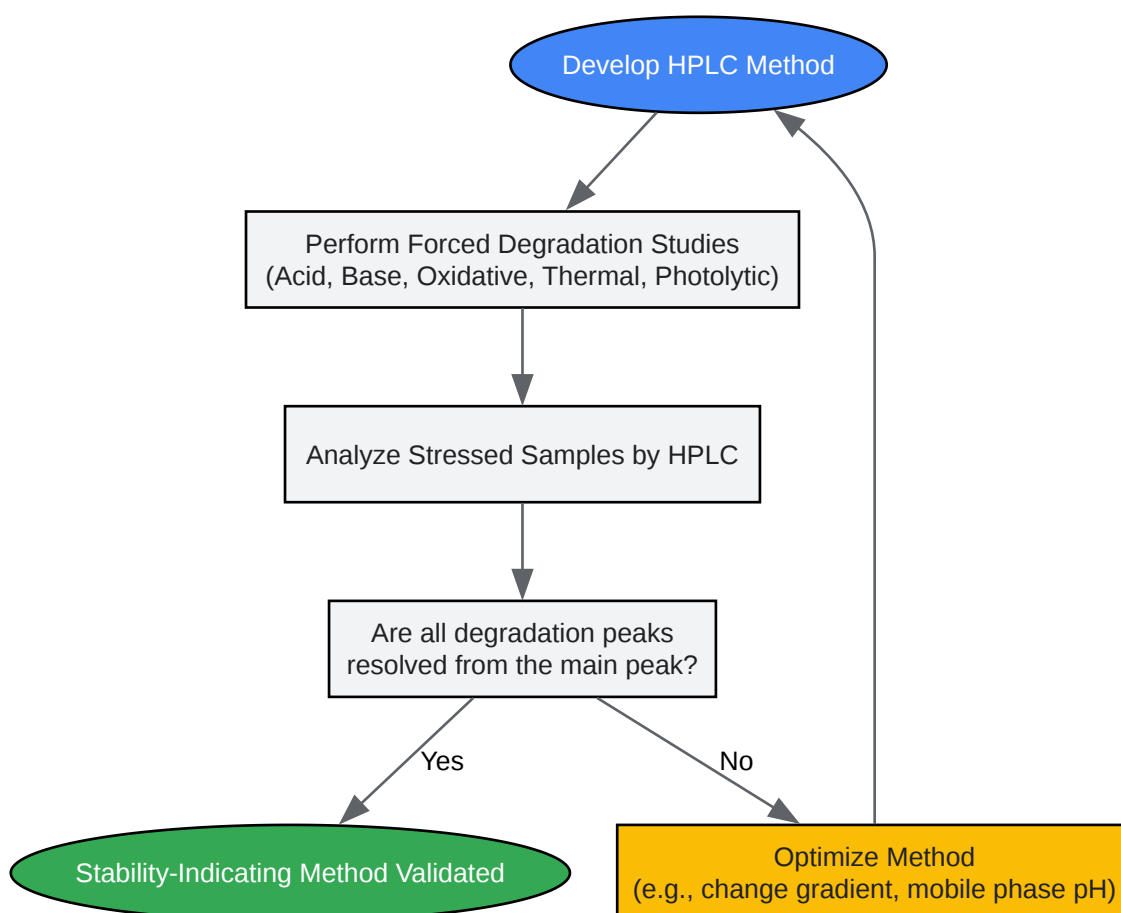 Develop HPLC Method
Perform Forced Degradation Studies
(Acid, Base, Oxidative, Thermal, Photolytic)
Analyze Stressed Samples by HPLC
Are all degradation peaks
resolved from the main peak?
Yes
No
Stability-Indicating Method Validated
Optimize Method
(e.g., change gradient, mobile phase pH)